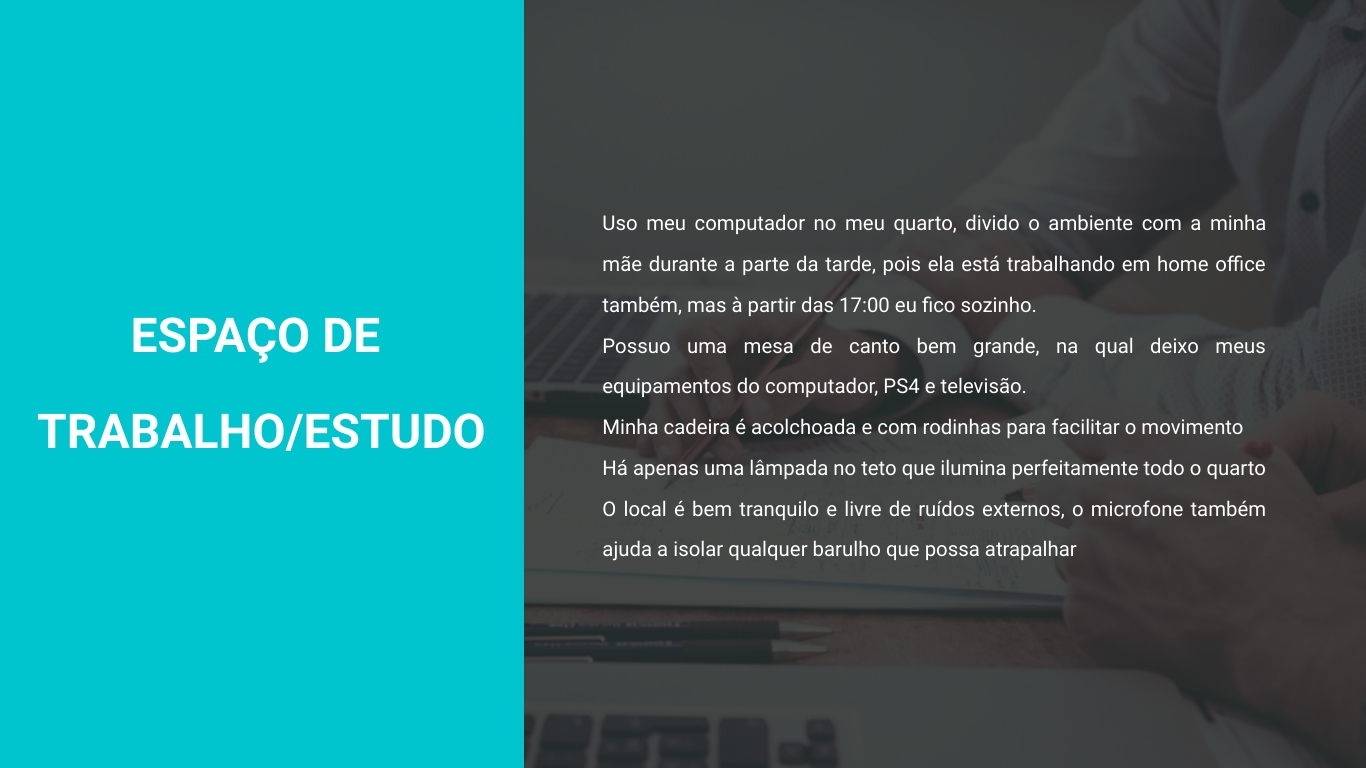 ESPAÇO DE
TRABALHO/ESTUDO
Uso meu computador no meu quarto, divido o ambiente com a minha
mãe durante a parte da tarde, pois ela está trabalhando em home office
também, mas à partir das 17:00 eu fico sozinho.
Possuo uma mesa de canto bem grande, na qual deixo meus
equipamentos do computador, PS4 e televisão.
Minha cadeira é acolchoada e com rodinhas para facilitar o movimento
Há apenas uma lâmpada no teto que ilumina perfeitamente todo o quarto
O local é bem tranquilo e livre de ruídos externos, o microfone também
ajuda a isolar qualquer barulho que possa atrapalhar